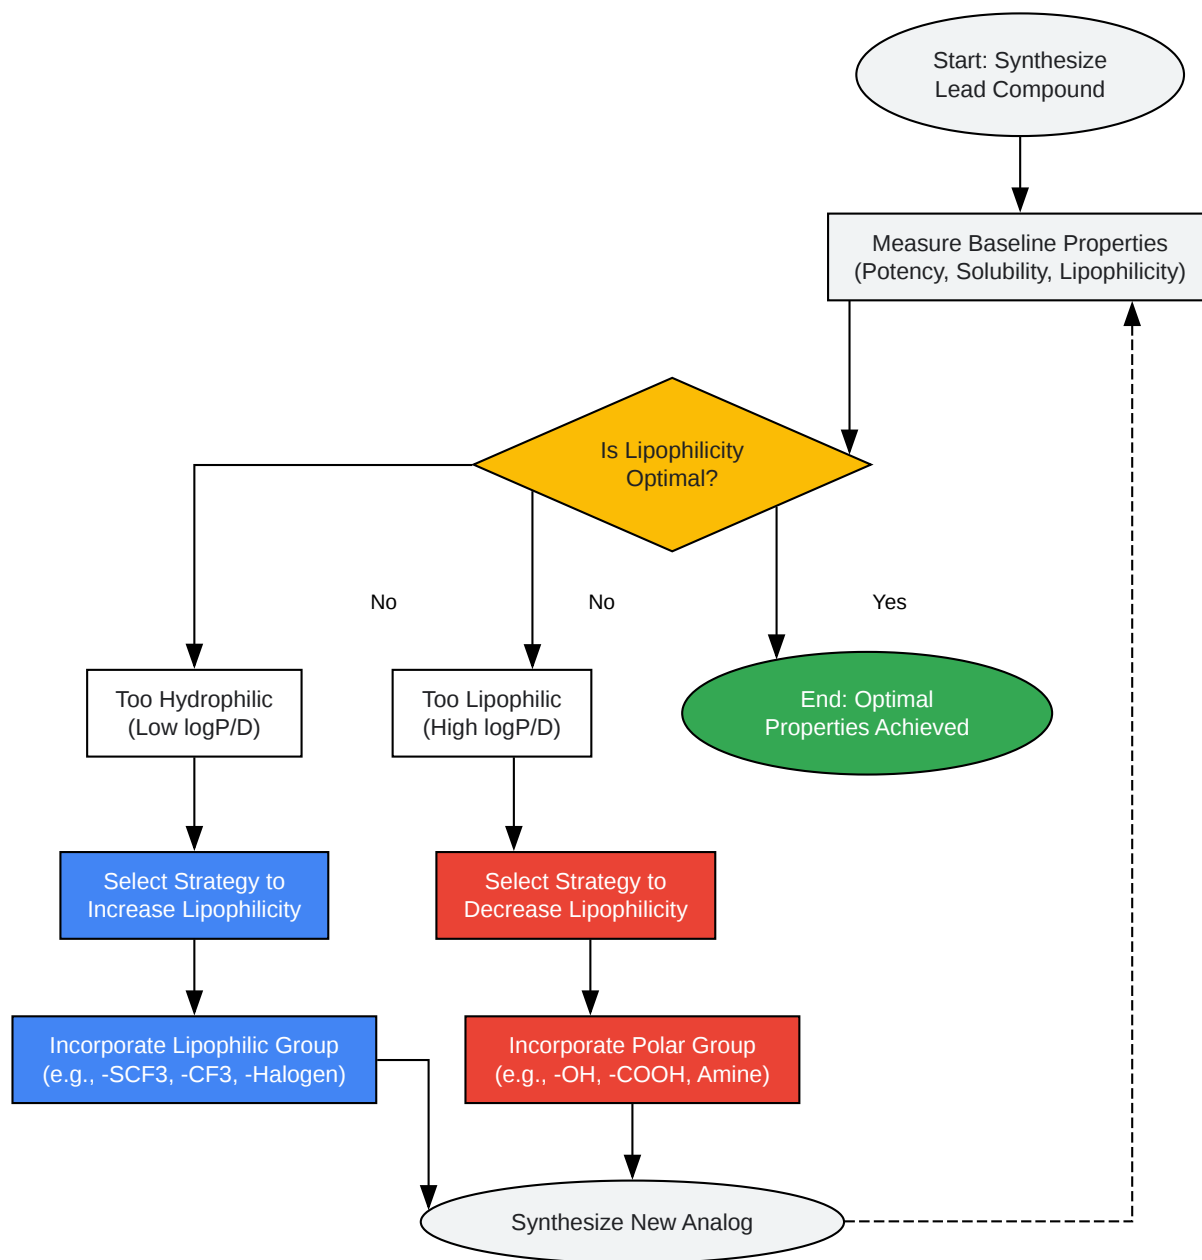 Start: Synthesize
Lead Compound
Measure Baseline Properties
(Potency, Solubility, Lipophilicity)
Is Lipophilicity
Optimal?
No
No
Yes
Too Hydrophilic
(Low logP/D)
Too Lipophilic
(High logP/D)
End: Optimal
Properties Achieved
Select Strategy to
Increase Lipophilicity
Select Strategy to
Decrease Lipophilicity
Incorporate Lipophilic Group
(e.g., -SCF3, -CF3, -Halogen)
Incorporate Polar Group
(e.g., -OH, -COOH, Amine)
Synthesize New Analog